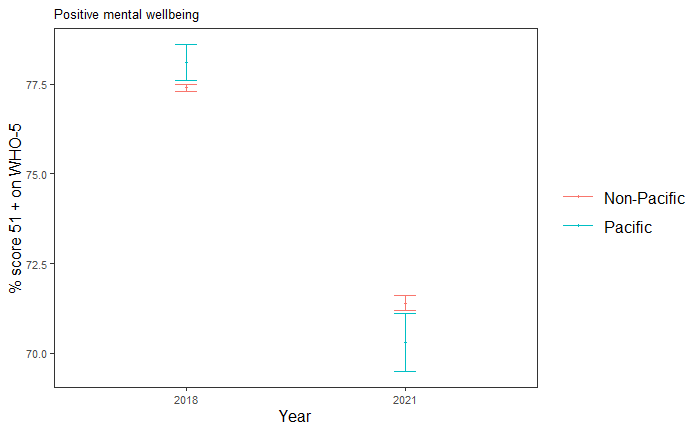 Positive mental wellbeing
% score 51 + on WHO-5
77.5
75.0
72.5
70.0
2018
2021
Year
Non-Pacific
Pacific